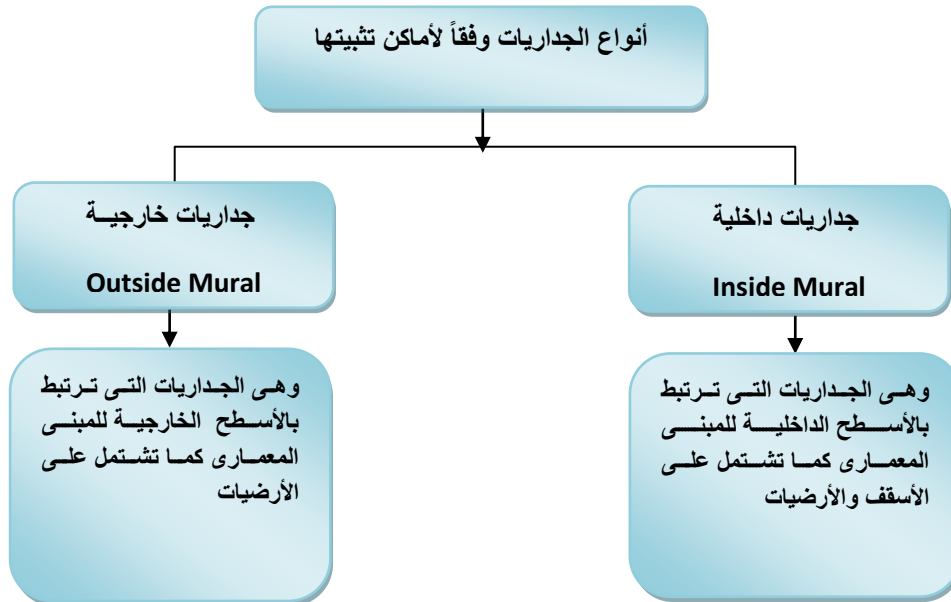 أنواع الجداريات وفقاً لأماكن تثبيتها
جداريات داخلية
Inside Mural
وهى الجداريات التى ترتبط
بالأسطح الداخلية للمبنى
المعمارى كما تشتمل على
الأسقف والأرضيات
جداريات خارجية
Outside Mural
وهى الجداريات التى ترتبط
بالأسطح الخارجية للمبنى
المعمارى كما تشتمل على
الأرضيات